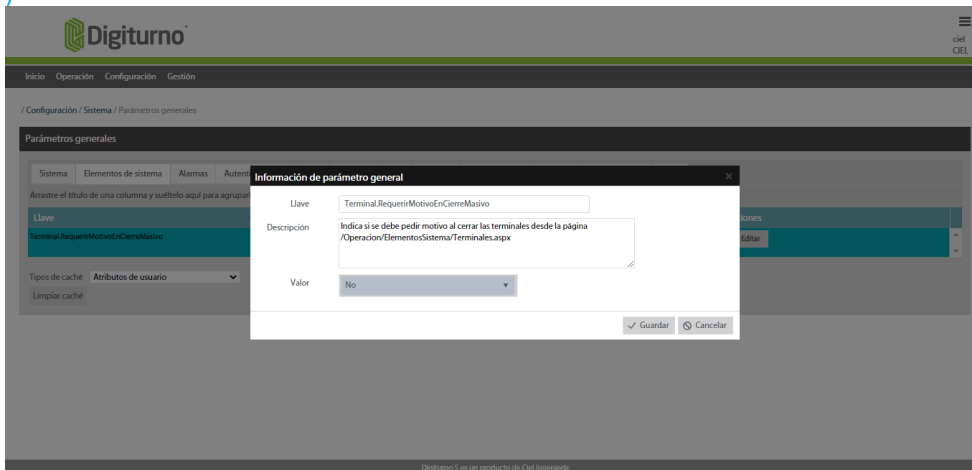 Digiturno
ciel
CIEL
Inicio Operación Configuración Gestión
/ Configuración / Sistema / Parámetros generales
Parámetros generales
Sistema Elementos de sistema Alarmas
Información de parámetro general
Arrastre el título de una columna y suéltelo aquí para
Llave Terminal.RequerirMotivoEnCierreMasivo
Descripción Indica si se debe pedir motivo al cerrar las terminales desde la página
/Operacion/ElementosSistema/Terminales.aspx
Valor No
Guardar Cancelar
Llave
Terminal.RequerirMotivoEnCierreMasivo
Editar
Tipos de caché Atributos de usuario
Limpiar caché
Digiturno 5 es un producto de Ciel Ingeniería